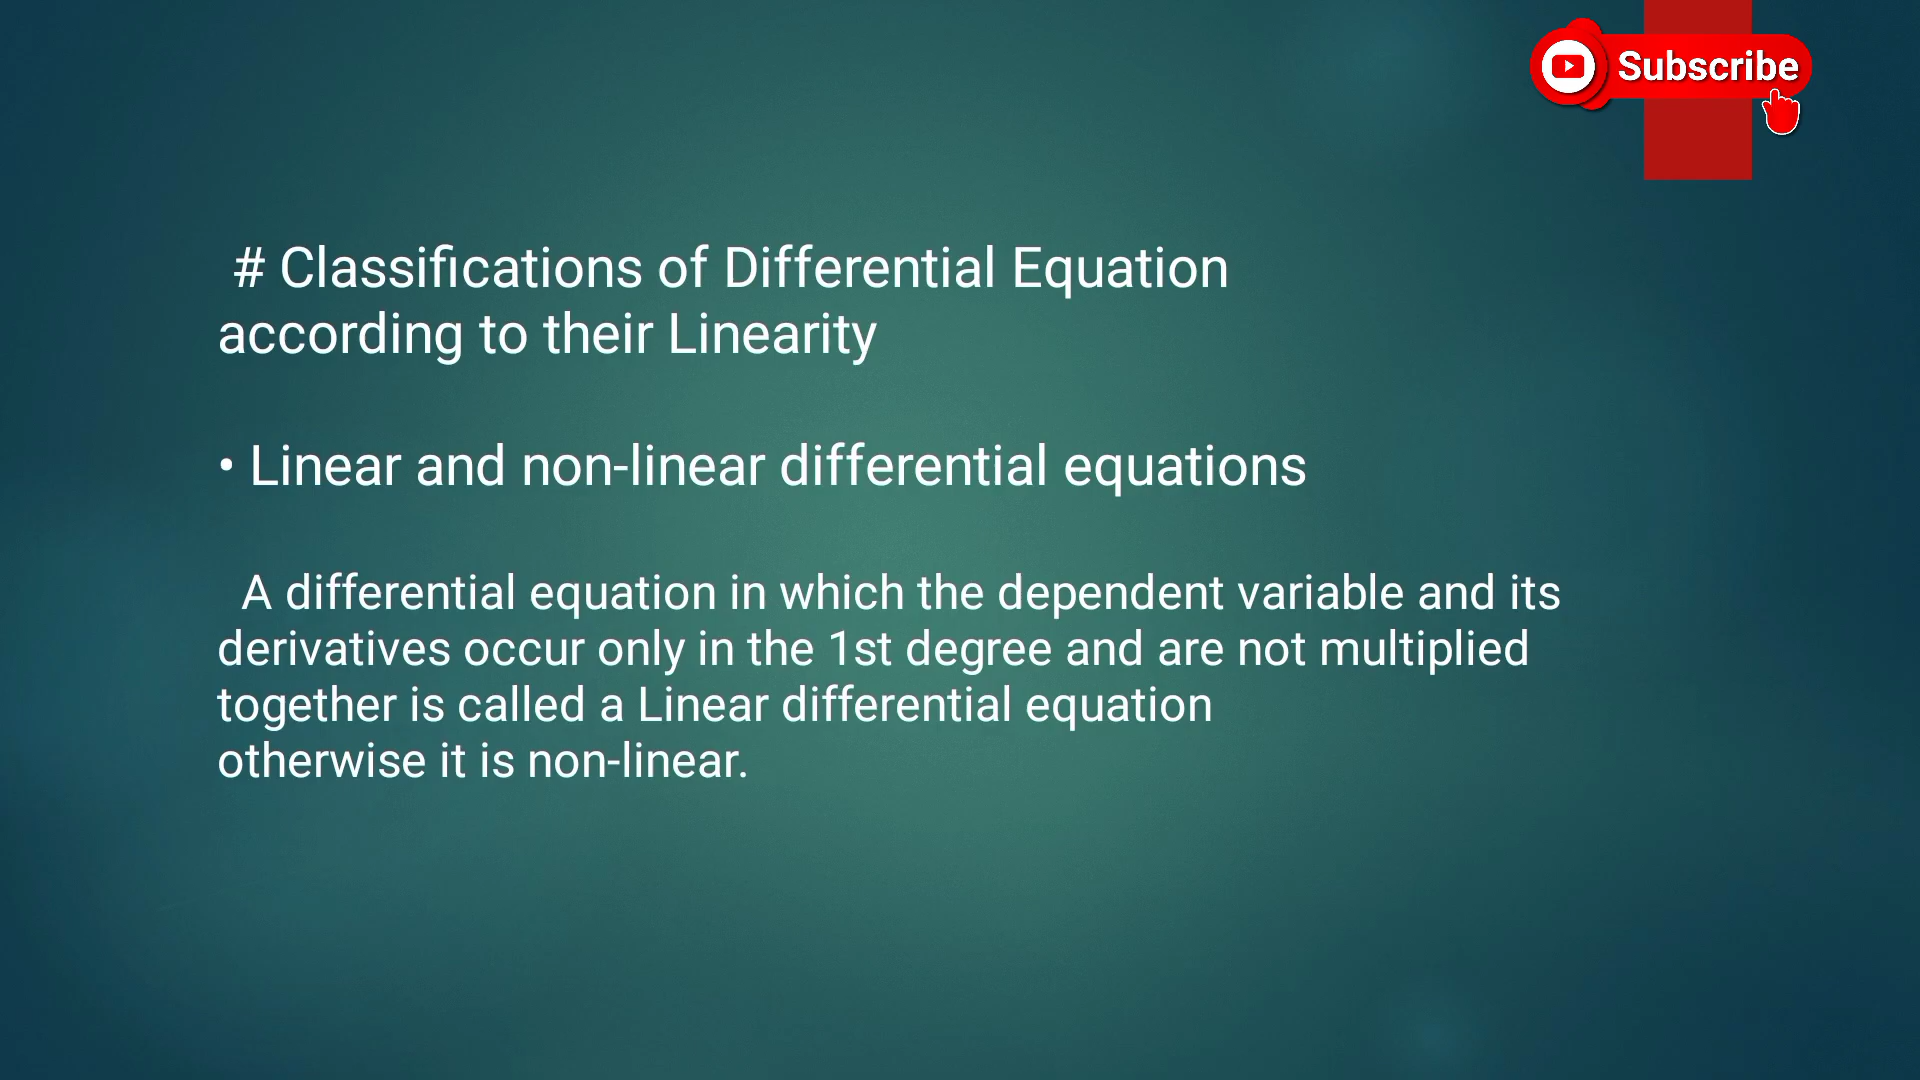 Subscribe
# Classifications of Differential Equation
according to their Linearity
• Linear and non-linear differential equations
A differential equation in which the dependent variable and its
derivatives occur only in the 1st degree and are not multiplied
together is called a Linear differential equation
otherwise it is non-linear.